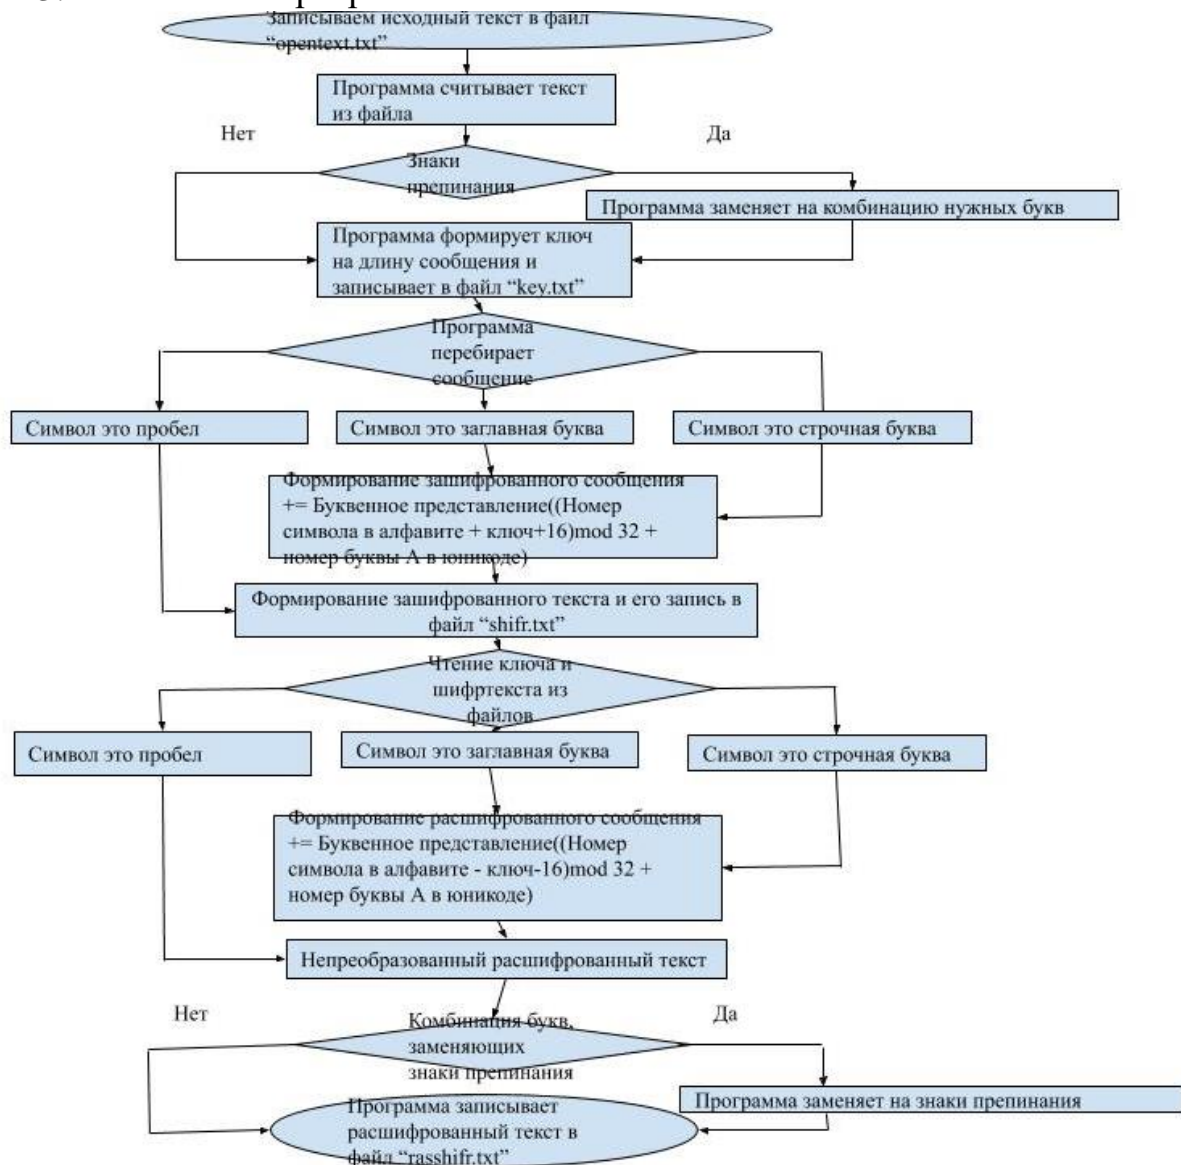 Записываем исходный текст в файл
“opentext.txt”
Программа считывает текст
из файла
Нет
Да
Знаки
препинания
Программа заменяет на комбинацию нужных букв
Программа формирует ключ
на длину сообщения и
записывает в файл “key.txt”
Программа
перебирает
сообщение
Символ это пробел
Символ это заглавная буква
Символ это строчная буква
Формирование зашифрованного сообщения
+= Буквенное представление((Номер
символа в алфавите + ключ+16)mod 32 +
номер буквы А в юникоде)
Формирование зашифрованного текста и его запись в
файл “shifr.txt”
Чтение ключа и
шифртекста из
файлов
Символ это пробел
Символ это заглавная буква
Символ это строчная буква
Формирование расшифрованного сообщения
+= Буквенное представление((Номер
символа в алфавите - ключ-16)mod 32 +
номер буквы А в юникоде)
Непреобразованный расшифрованный текст
Нет
Да
Комбинация букв,
заменяющих
знаки препинания
Программа заменяет на знаки препинания
Программа записывает
расшифрованный текст в
файл “rasshifr.txt”